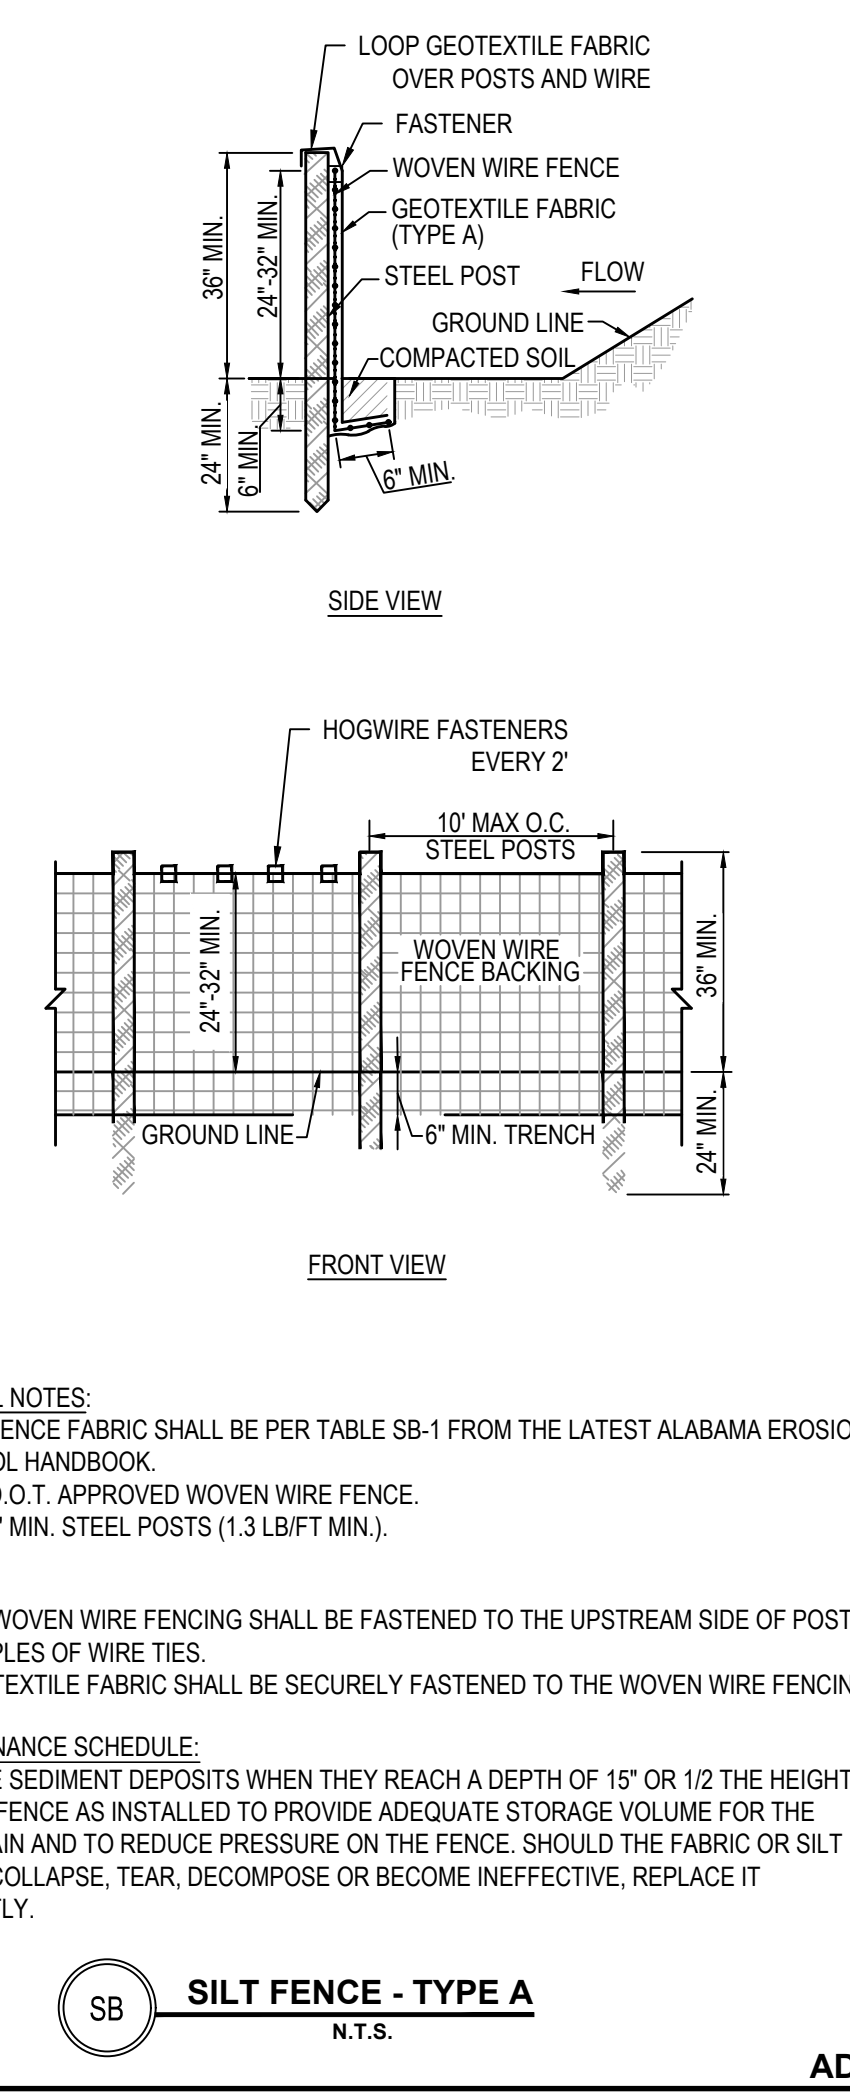 LOOP GEOTEXTILE FABRIC
OVER POSTS AND WIRE
FASTENER
WOVEN WIRE FENCE
GEOTEXTILE FABRIC
(TYPE A)
STEEL POST
FLOW
GROUND LINE
COMPACTED SOIL
36" MIN.
24"-32" MIN.
24" MIN.
6" MIN.
6" MIN.
SIDE VIEW
HOGWIRE FASTENERS
EVERY 2'
10' MAX O.C.
STEEL POSTS
24"-32" MIN.
WOVEN WIRE
FENCE BACKING
36" MIN.
24" MIN.
GROUND LINE
6" MIN. TRENCH
FRONT VIEW
NOTES:
ENCE FABRIC SHALL BE PER TABLE SB-1 FROM THE LATEST ALABAMA EROSIO
OL HANDBOOK.
.O.T. APPROVED WOVEN WIRE FENCE.
' MIN. STEEL POSTS (1.3 LB/FT MIN.).
WOVEN WIRE FENCING SHALL BE FASTENED TO THE UPSTREAM SIDE OF POST
PLES OF WIRE TIES.
TEXTILE FABRIC SHALL BE SECURELY FASTENED TO THE WOVEN WIRE FENCIN
NANCE SCHEDULE:
E SEDIMENT DEPOSITS WHEN THEY REACH A DEPTH OF 15" OR 1/2 THE HEIGHT
FENCE AS INSTALLED TO PROVIDE ADEQUATE STORAGE VOLUME FOR THE
AIN AND TO REDUCE PRESSURE ON THE FENCE. SHOULD THE FABRIC OR SILT
COLLAPSE, TEAR, DECOMPOSE OR BECOME INEFFECTIVE, REPLACE IT
TLY.
SB
SILT FENCE - TYPE A
N.T.S.
AD